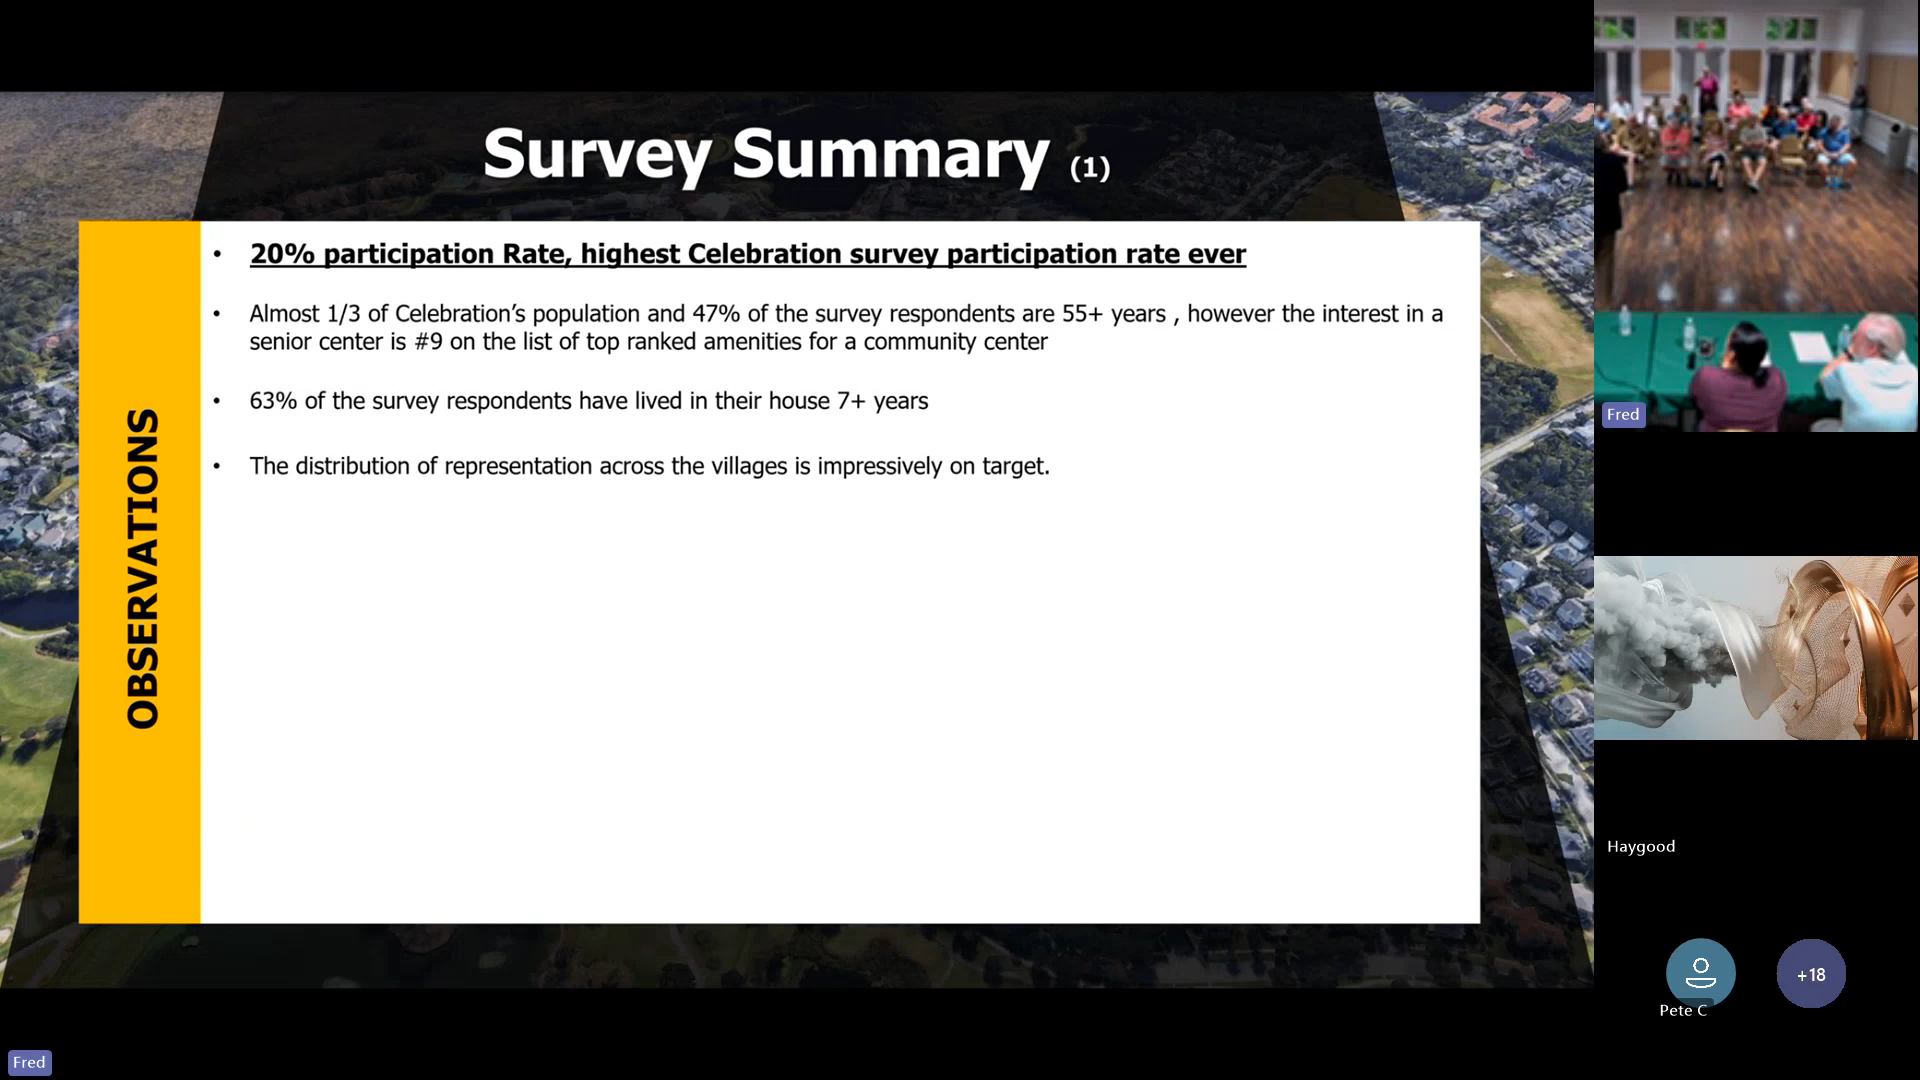 Survey Summary (1)
OBSERVATIONS
• 20% participation Rate, highest Celebration survey participation rate ever
• Almost 1/3 of Celebration’s population and 47% of the survey respondents are 55+ years , however the interest in a
senior center is #9 on the list of top ranked amenities for a community center
• 63% of the survey respondents have lived in their house 7+ years
• The distribution of representation across the villages is impressively on target.
Fred
Haygood
Pete C
+18
Fred